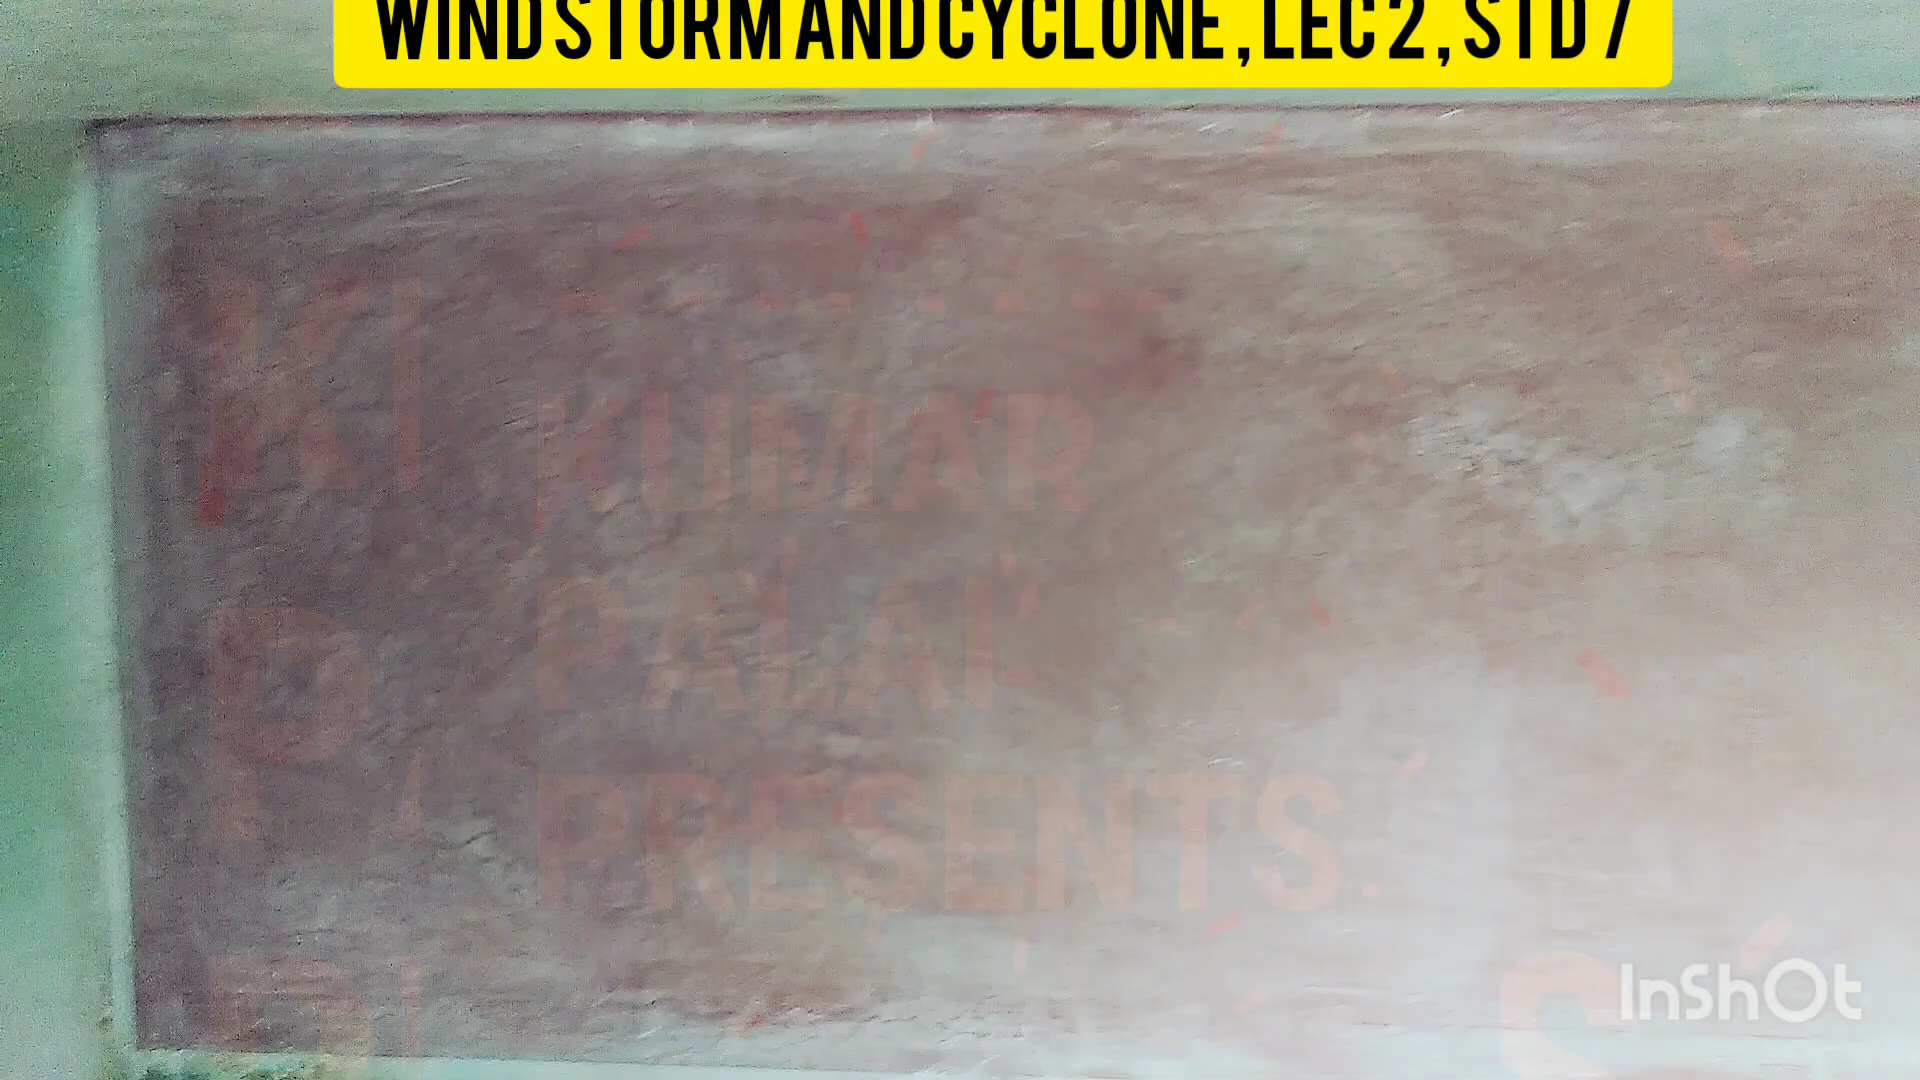 WIND STORM AND CYCLONE, LEC 2, STD 7
KUMAR
PALAI
PRESENTS
InShOt